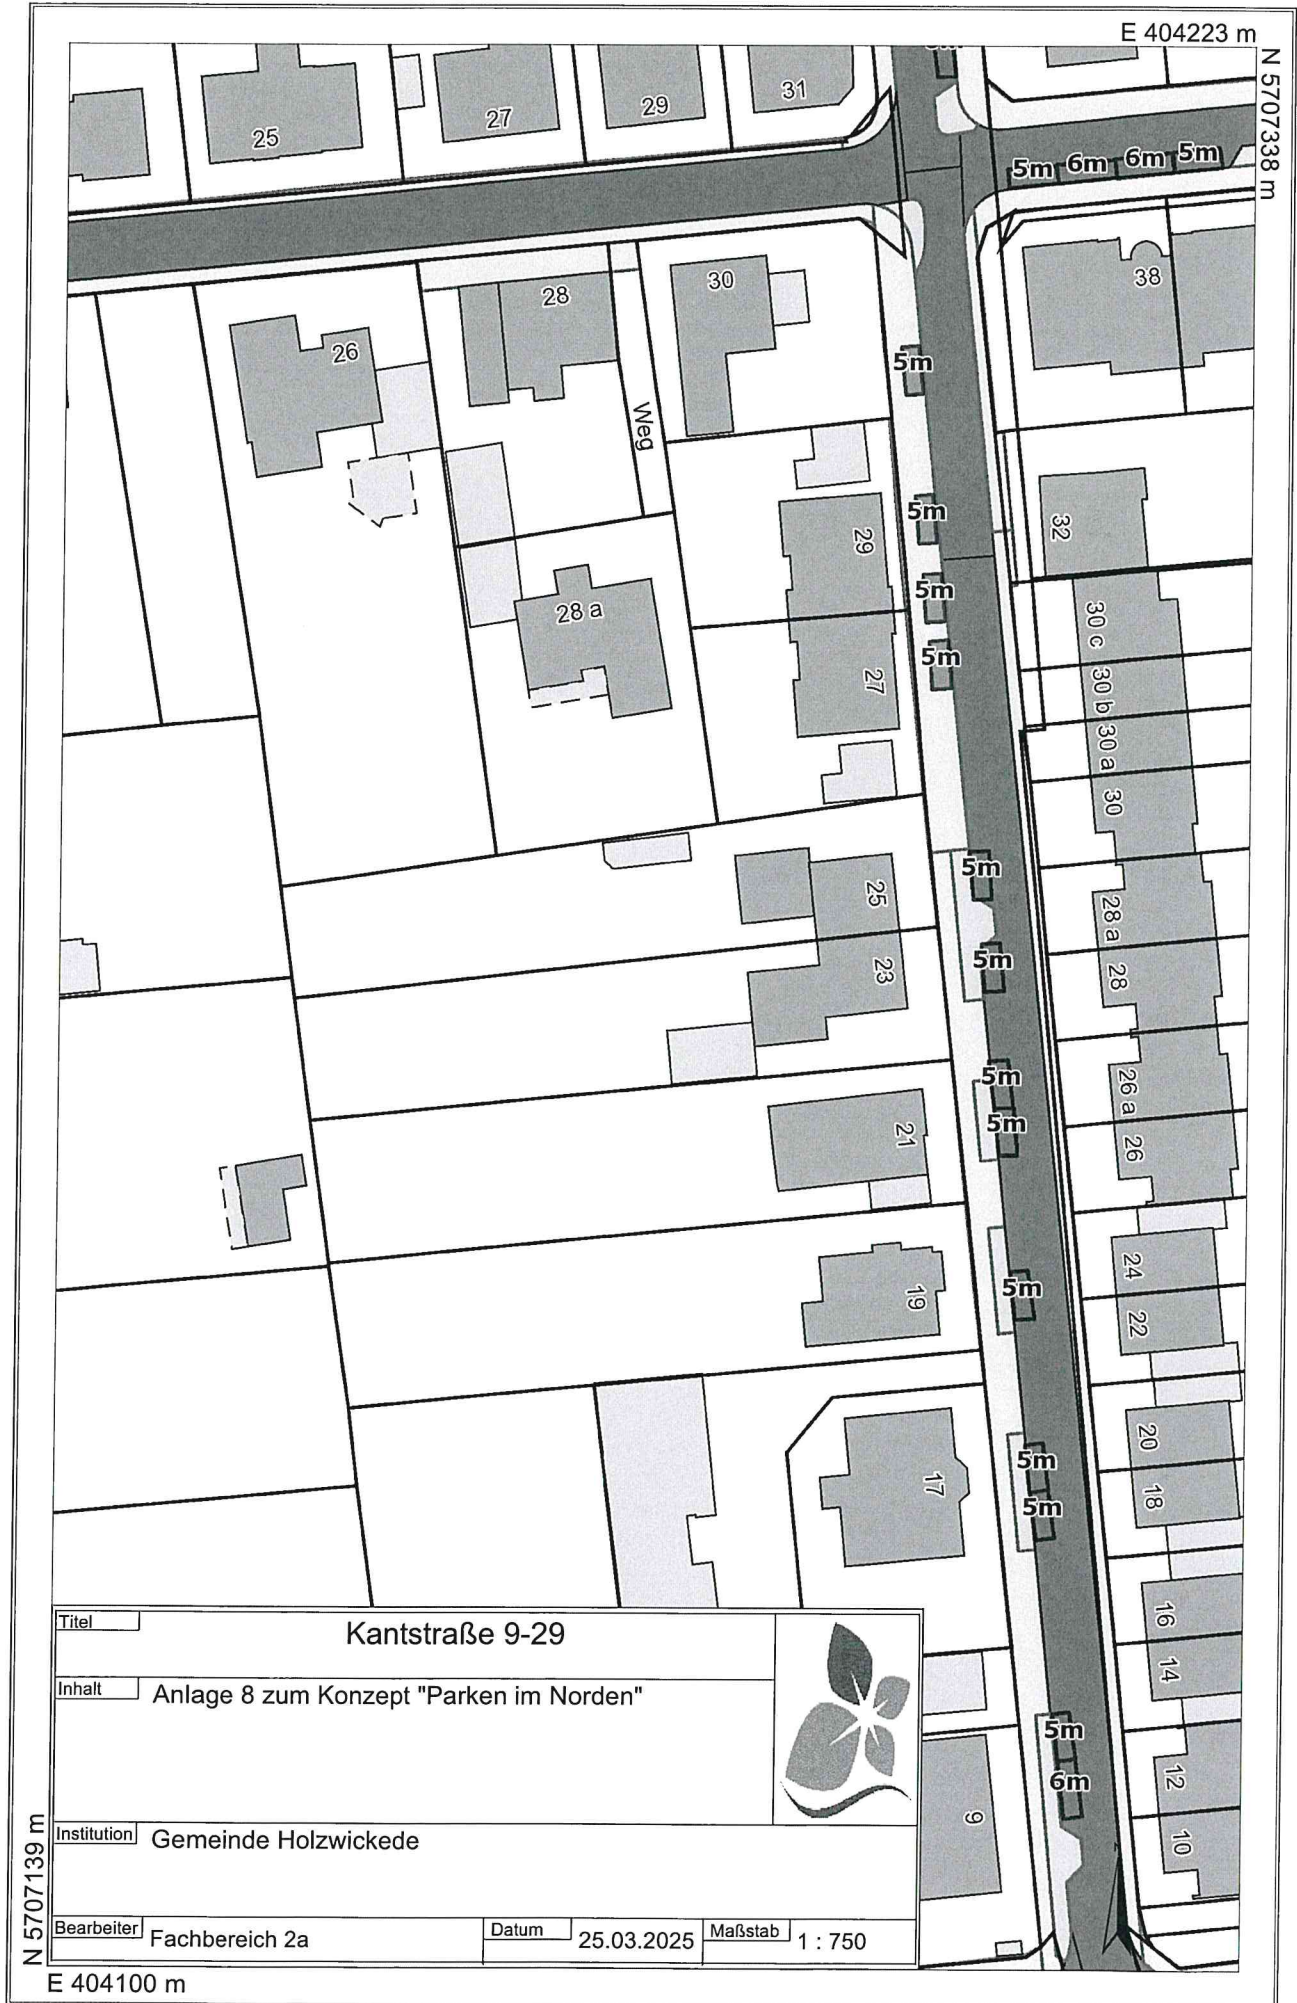 E 404223 m
N 5707338 m
25
27
29
31
5m
6m
6m
5m
38
28
30
26
5m
Weg
5m
29
32
5m
28 a
30 c
5m
27
30 b
30 a
30
5m
25
28 a
5m
23
28
5m
26 a
5m
21
26
24
5m
19
22
20
5m
17
18
5m
16
14
5m
12
6m
9
10
Titel
Kantstraße 9-29
Inhalt
Anlage 8 zum Konzept "Parken im Norden"
Institution
Gemeinde Holzwickede
Bearbeiter
Fachbereich 2a
Datum
25.03.2025
Maßstab
1 : 750
N 5707139 m
E 404100 m